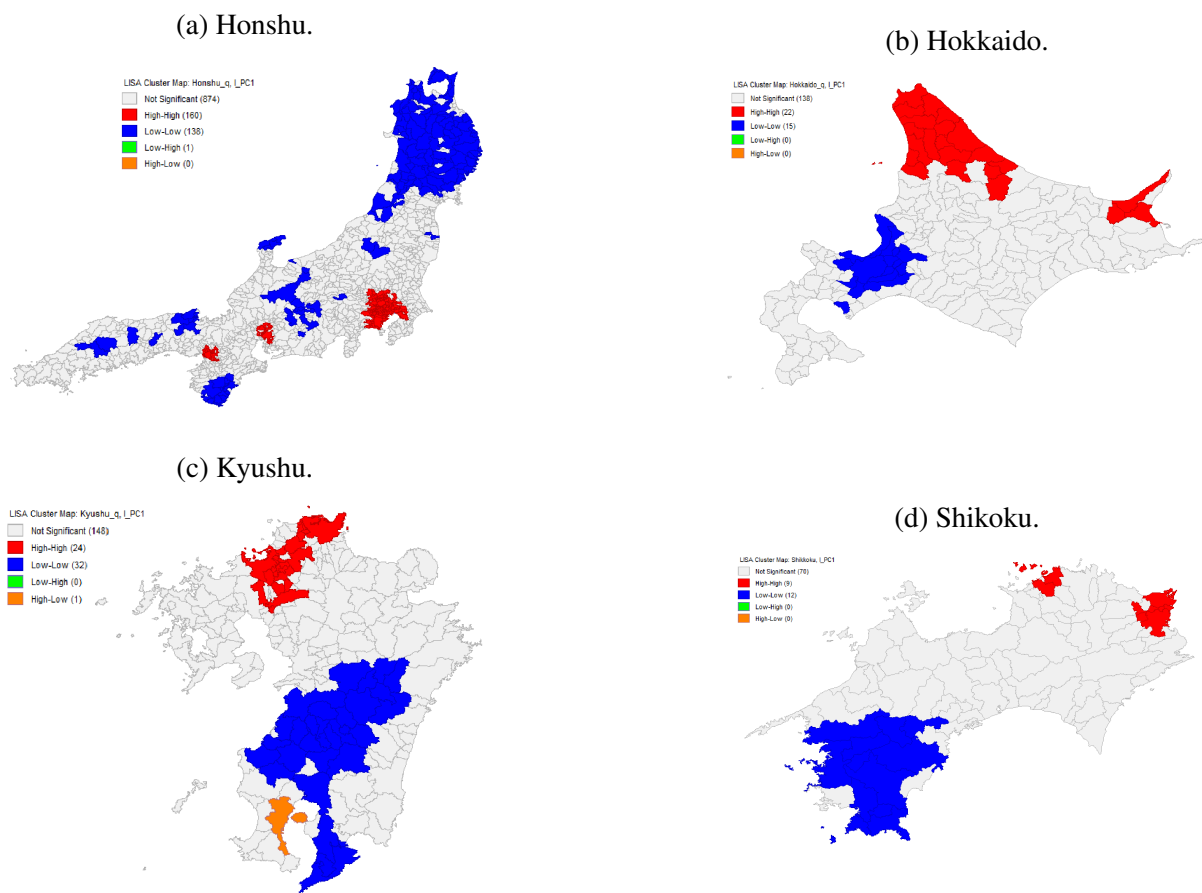 (a) Honshu.
LISA Cluster Map: Honshu_q, I_PC1
Not Significant (874)
High-High (160)
Low-Low (138)
Low-High (1)
High-Low (0)
(b) Hokkaido.
LISA Cluster Map: Hokkaido_q, I_PC1
Not Significant (138)
High-High (22)
Low-Low (15)
Low-High (0)
High-Low (0)
(c) Kyushu.
LISA Cluster Map: Kyushu_q, I_PC1
Not Significant (148)
High-High (24)
Low-Low (32)
Low-High (0)
High-Low (1)
(d) Shikoku.
LISA Cluster Map: Shikkoku, I_PC1
Not Significant (70)
High-High (9)
Low-Low (12)
Low-High (0)
High-Low (0)